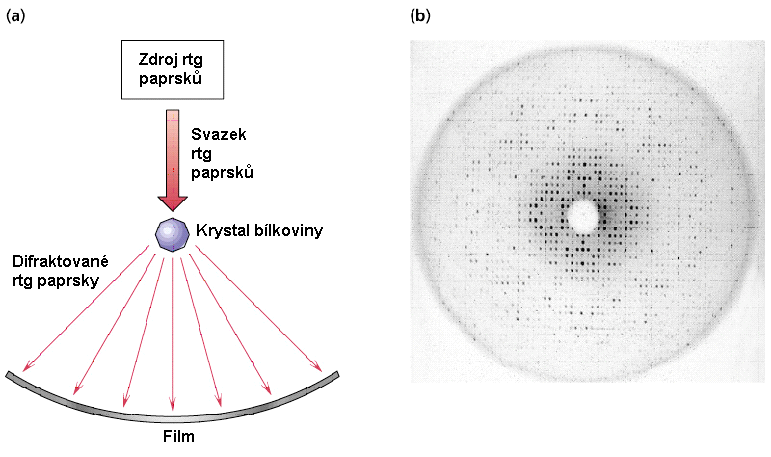 (a)
Zdroj rtg
paprsků
Svazek
rtg
paprsků
Krystal bílkoviny
Difraktované
rtg paprsky
Film
(b)